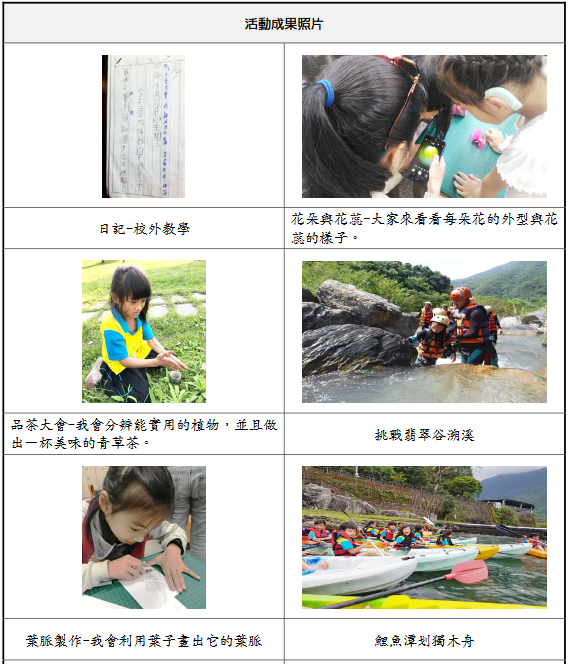 活動成果照片
日記-校外教學
花朵與花蕊-大家來看看每朵花的外型與花
蕊的樣子。
品茶大會-我會分辨能實用的植物，並且做
出一杯美味的青草茶。
挑戰翡翠谷溯溪
葉脈製作-我會利用葉子畫出它的葉脈
鯉魚潭划獨木舟